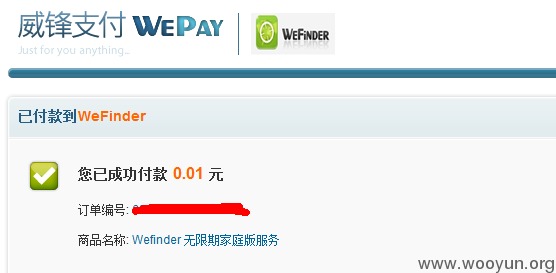 威锋支付 WEPAY WEFINDER
Just for you anything...
已付款到WeFinder
您已成功付款 0.01 元
订单编号:
商品名称: Wefinder 无限期家庭版服务
www.wooyun.org